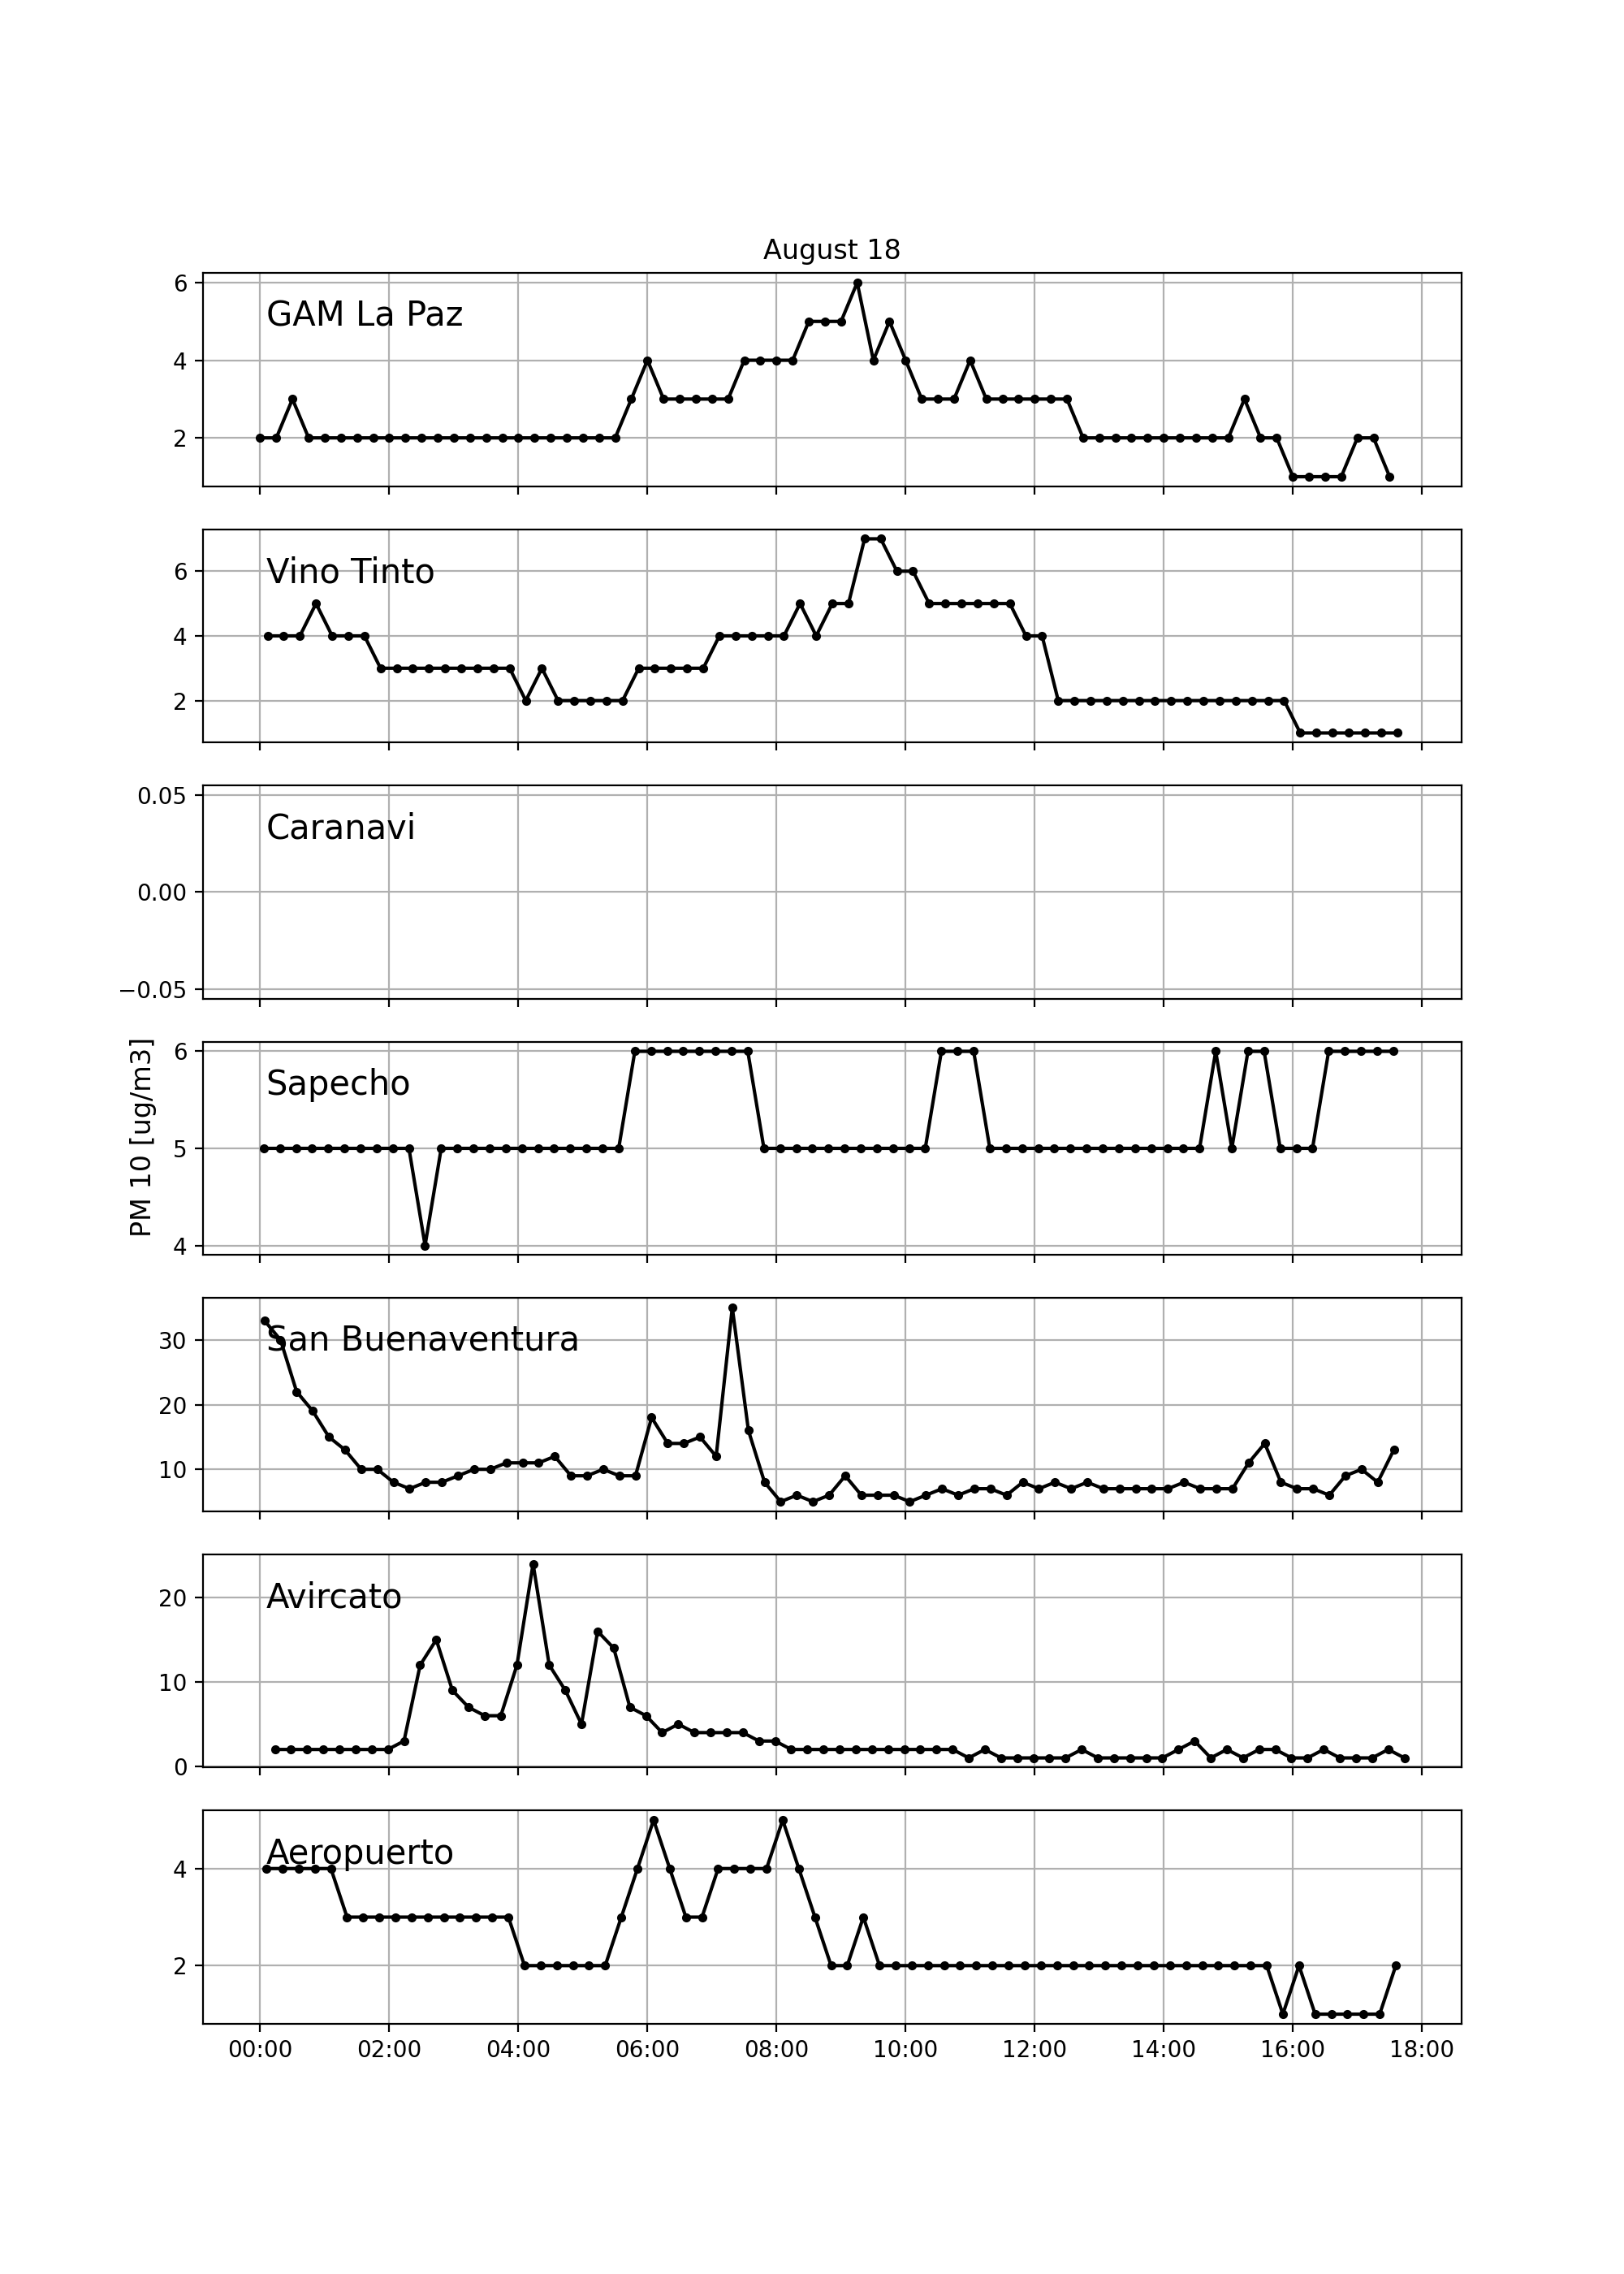 August 18
6
GAM La Paz
4
2
6
Vino Tinto
4
2
0.05
Caranavi
0.00
−0.05
PM 10 [ug/m3]
6
Sapecho
5
4
30
San Buenaventura
20
10
20
Avircato
10
0
Aeropuerto
4
2
00:00 02:00 04:00 06:00 08:00 10:00 12:00 14:00 16:00 18:00